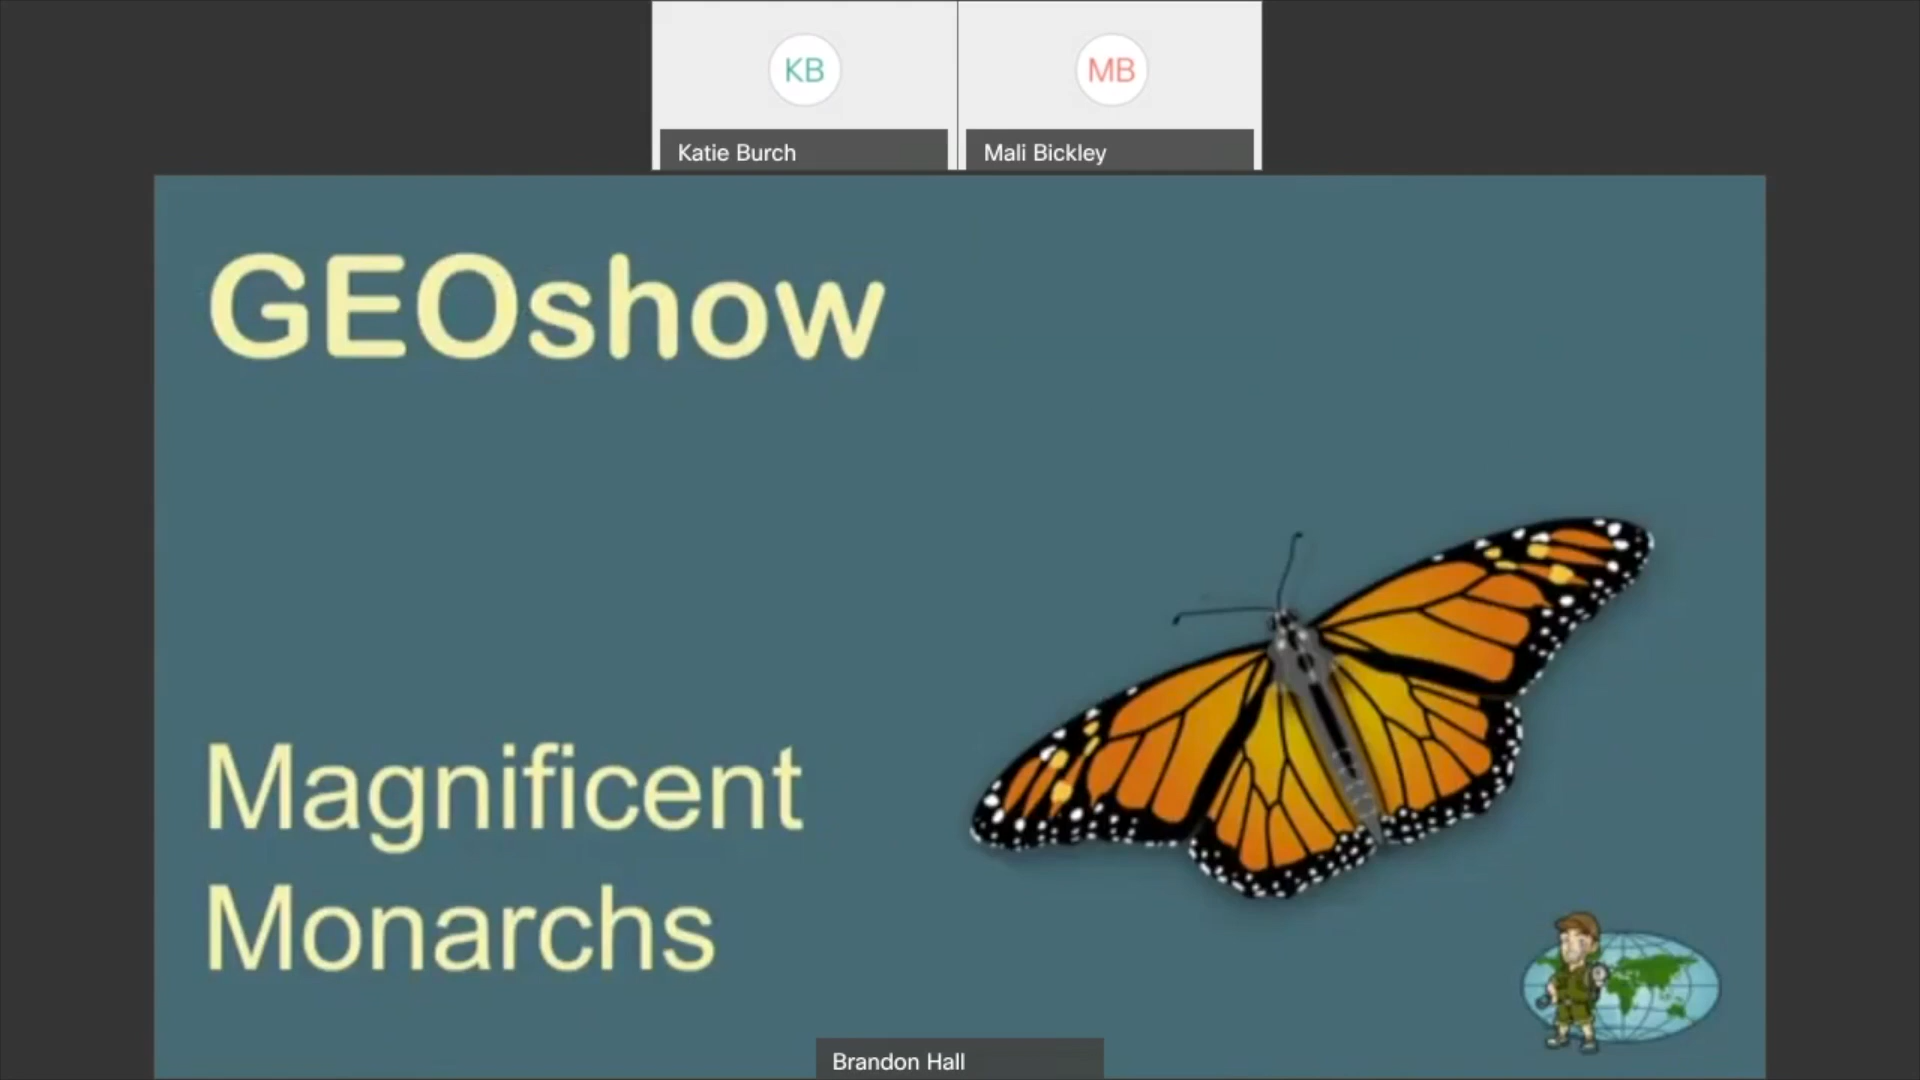 KB
MB
Katie Burch
Mali Bickley
GEOshow
Magnificent
Monarchs
Brandon Hall